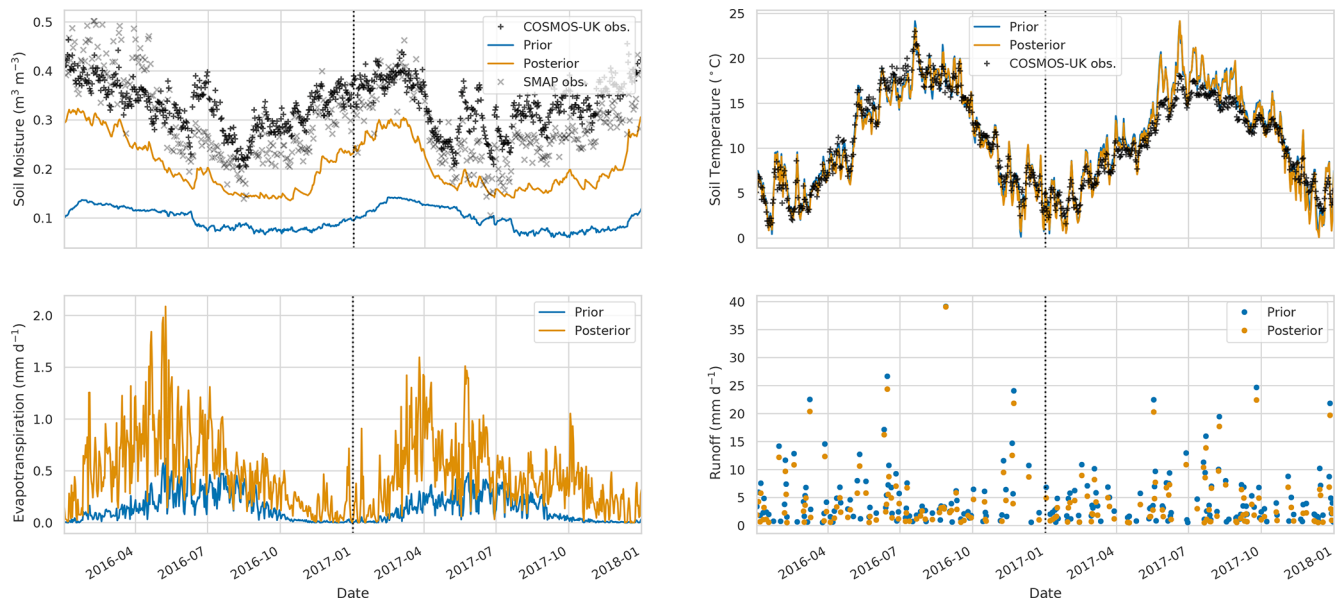 0.5
0.4
0.3
0.2
0.1
Soil Moisture (m³ m⁻³)
COSMOS-UK obs.
Prior
Posterior
SMAP obs.
25
20
15
10
5
0
Soil Temperature (°C)
Prior
Posterior
COSMOS-UK obs.
2.0
1.5
1.0
0.5
0.0
Evapotranspiration (mm d⁻¹)
Prior
Posterior
2016-04
2016-07
2016-10
2017-01
2017-04
2017-07
2017-10
2018-01
Date
40
35
30
25
20
15
10
5
0
Runoff (mm d⁻¹)
Prior
Posterior
2016-04
2016-07
2016-10
2017-01
2017-04
2017-07
2017-10
2018-01
Date